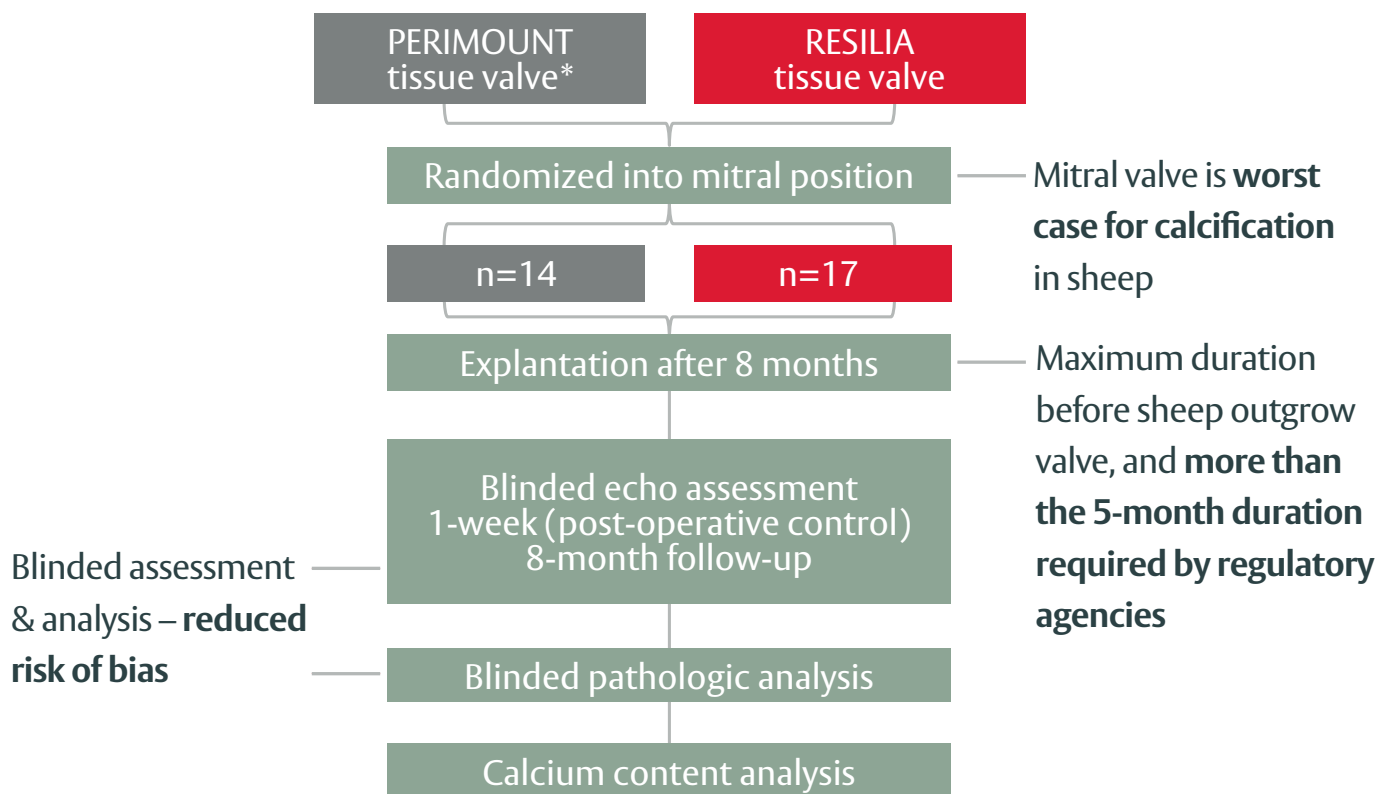 PERIMOUNT
tissue valve*
RESILIA
tissue valve
Randomized into mitral position
Mitral valve is worst
case for calcification
in sheep
n=14
n=17
Explantation after 8 months
Maximum duration
before sheep outgrow
valve, and more than
the 5-month duration
required by regulatory
agencies
Blinded echo assessment
1-week (post-operative control)
8-month follow-up
Blinded assessment
& analysis – reduced
risk of bias
Blinded pathologic analysis
Calcium content analysis